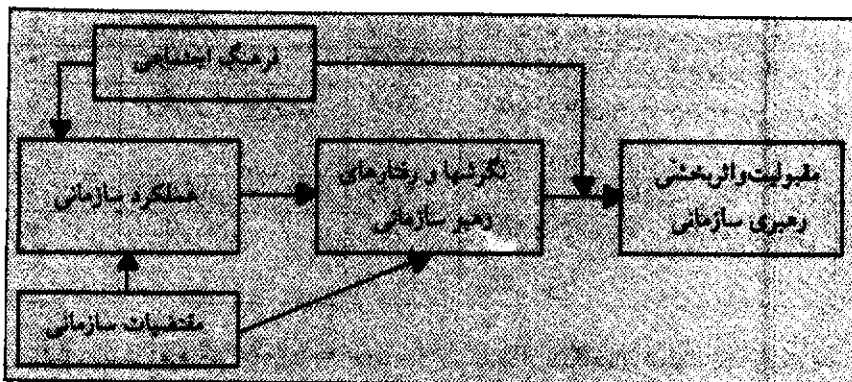 فرهنگ اجتماعی
مقبولیت واثربخشی
رهبری سازمانی
نگرشها و رفتارهای
رهبر سازمانی
عملکرد سازمانی
مقتضیات سازمانی